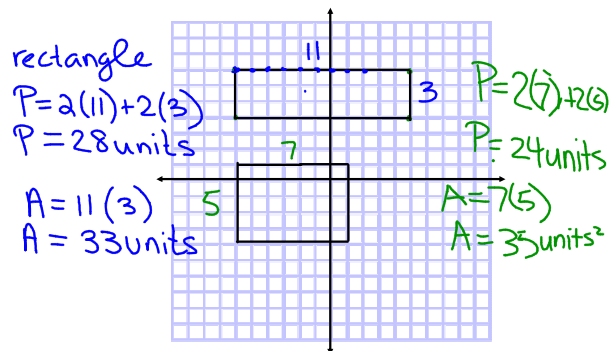 rectangle
P=2(11)+2(3)
P=28units
A=11(3)
A=33units
11
3
7
5
P=2(7)+2(5)
P=24units
A=7(5)
A=35units²